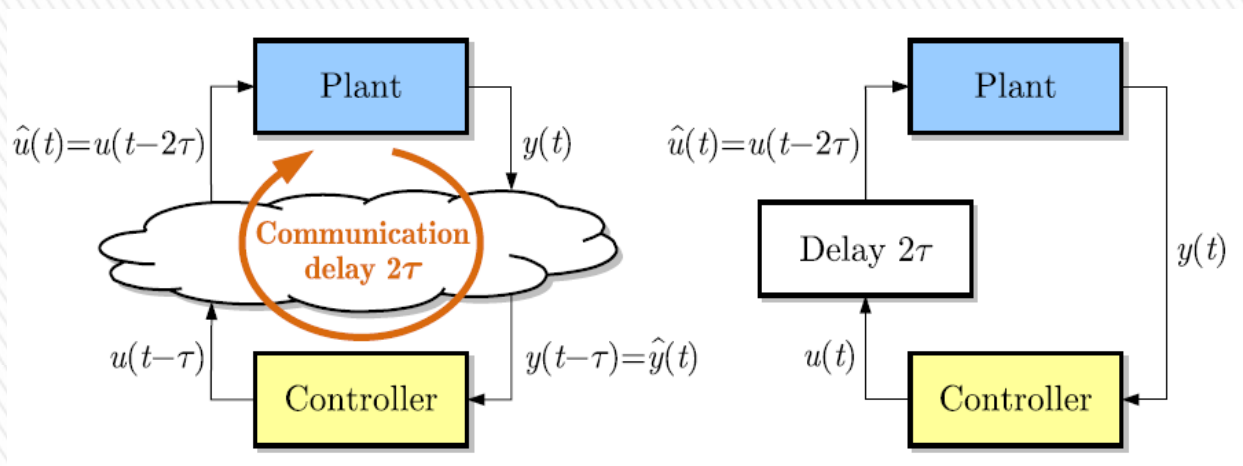 Plant
û(t)=u(t−2τ)
y(t)
Communication
delay 2τ
u(t−τ)
y(t−τ)=ŷ(t)
Controller
Plant
û(t)=u(t−2τ)
Delay 2τ
y(t)
u(t)
Controller